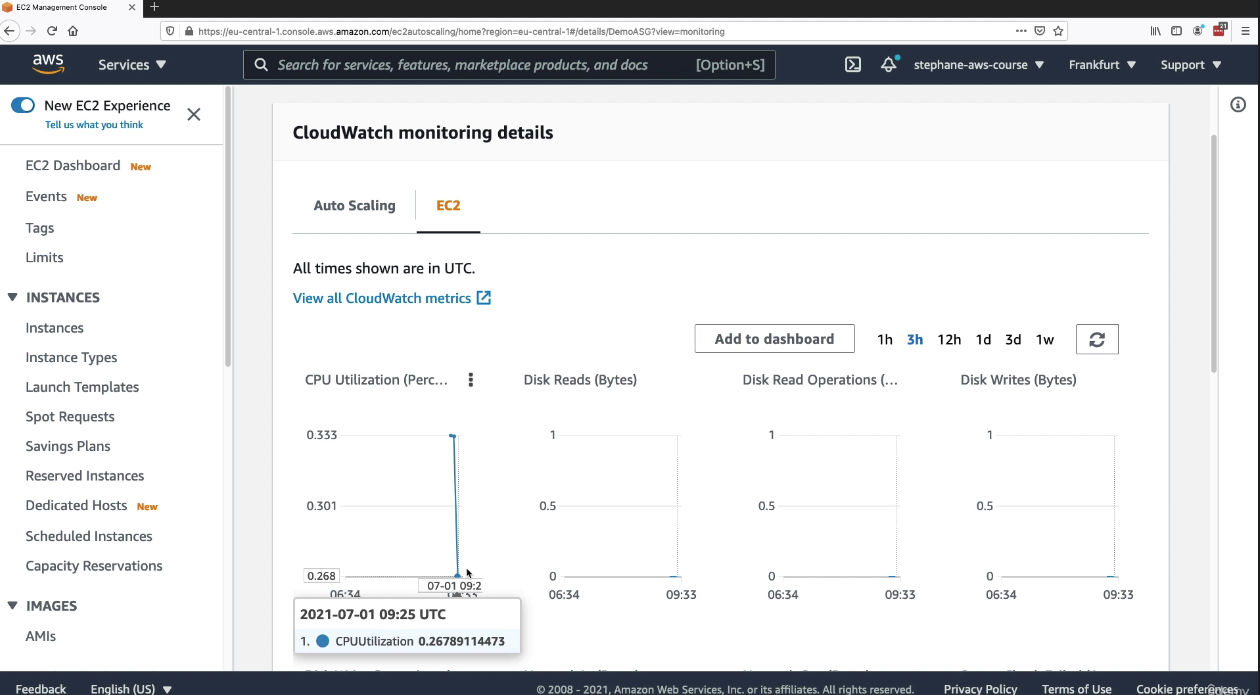 EC2 Management Console
https://eu-central-1.console.aws.amazon.com/ec2autoscaling/home?region=eu-central-1#/details/DemoASG?view=monitoring
21
aws
Services
Search for services, features, marketplace products, and docs
[Option+S]
stephane-aws-course
Frankfurt
Support
New EC2 Experience
Tell us what you think
EC2 Dashboard New
Events New
Tags
Limits
INSTANCES
Instances
Instance Types
Launch Templates
Spot Requests
Savings Plans
Reserved Instances
Dedicated Hosts New
Scheduled Instances
Capacity Reservations
IMAGES
AMIs
CloudWatch monitoring details
Auto Scaling
EC2
All times shown are in UTC.
View all CloudWatch metrics
Add to dashboard
1h 3h 12h 1d 3d 1w
CPU Utilization (Perc...
0.333
0.301
0.268
07-01 09:2
06:34
09:33
2021-07-01 09:25 UTC
1. CPUUtilization 0.26789114473
Disk Reads (Bytes)
1
0.5
0
06:34 09:33
Disk Read Operations (...
1
0.5
0
06:34 09:33
Disk Writes (Bytes)
1
0.5
0
06:34 09:33
Feedback
English (US)
© 2008 - 2021, Amazon Web Services, Inc. or its affiliates. All rights reserved.
Privacy Policy
Terms of Use
Cookie preferences